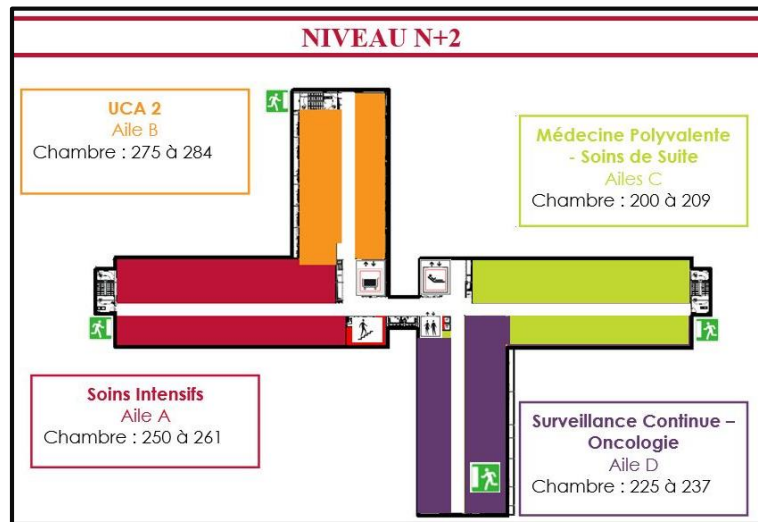 NIVEAU N+2
UCA 2
Aile B
Chambre : 275 à 284
Médecine Polyvalente
- Soins de Suite
Ailes C
Chambre : 200 à 209
Soins Intensifs
Aile A
Chambre : 250 à 261
Surveillance Continue –
Oncologie
Aile D
Chambre : 225 à 237